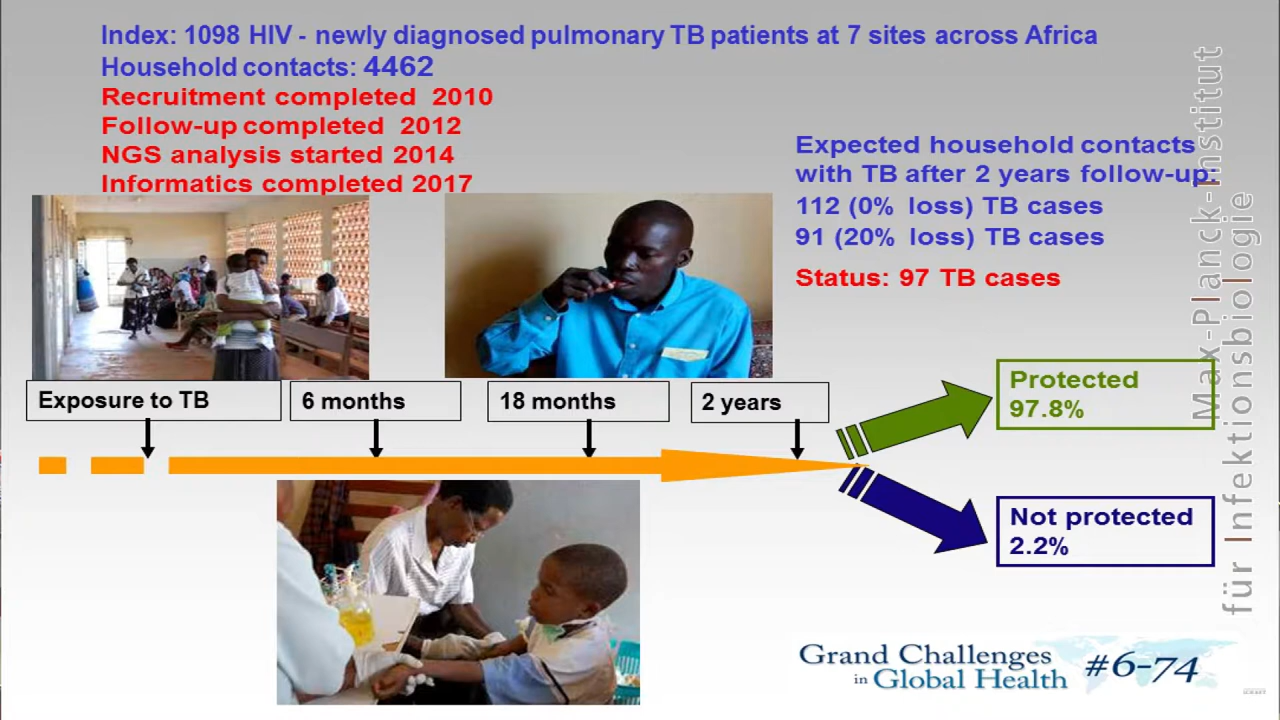 Index: 1098 HIV - newly diagnosed pulmonary TB patients at 7 sites across Africa
Household contacts: 4462
Recruitment completed 2010
Follow-up completed 2012
NGS analysis started 2014
Informatics completed 2017
Expected household contacts
with TB after 2 years follow-up:
112 (0% loss) TB cases
91 (20% loss) TB cases
Status: 97 TB cases
Exposure to TB
6 months
18 months
2 years
Protected
97.8%
Not protected
2.2%
Max-Planck-Institut
für Infektionsbiologie
Grand Challenges
in Global Health
#6-74